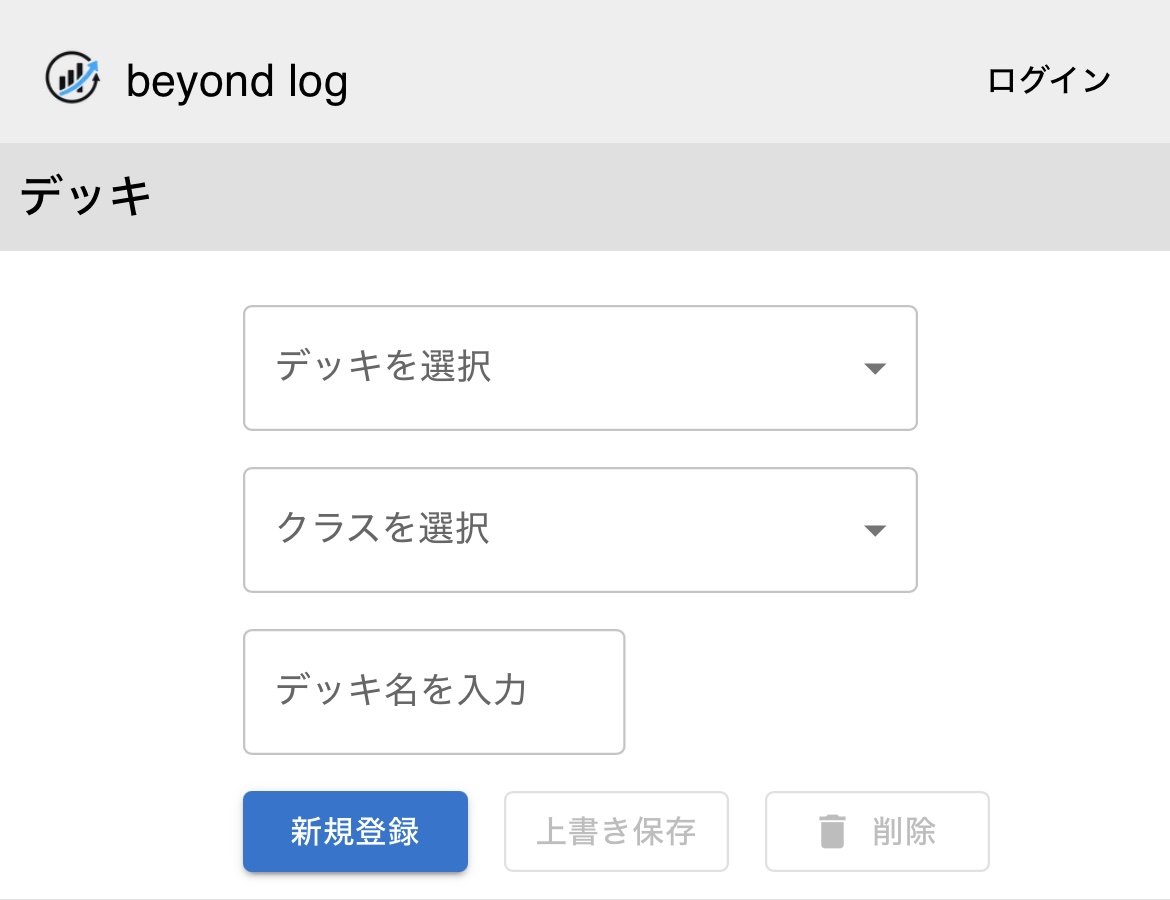 beyond log
ログイン
デッキ
デッキを選択
クラスを選択
デッキ名を入力
新規登録
上書き保存
削除